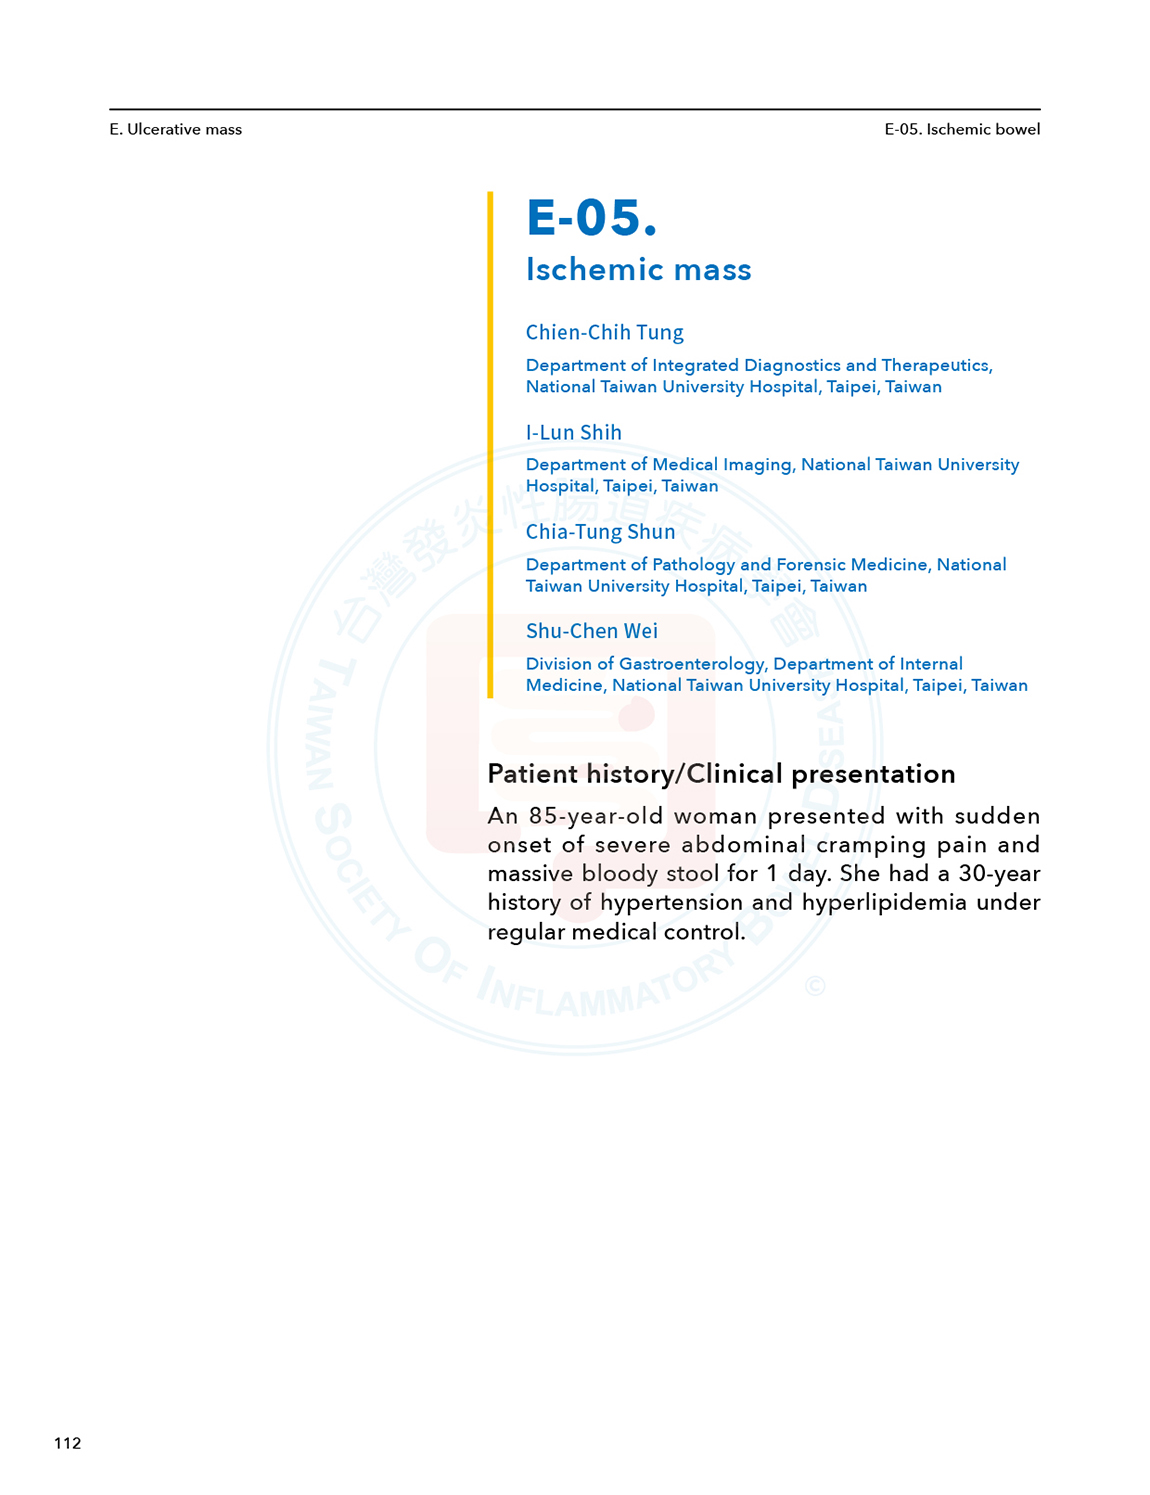 E. Ulcerative mass
E-05. Ischemic bowel
E-05.
Ischemic mass
Chien-Chih Tung
Department of Integrated Diagnostics and Therapeutics,
National Taiwan University Hospital, Taipei, Taiwan
I-Lun Shih
Department of Medical Imaging, National Taiwan University
Hospital, Taipei, Taiwan
Chia-Tung Shun
Department of Pathology and Forensic Medicine, National
Taiwan University Hospital, Taipei, Taiwan
Shu-Chen Wei
Division of Gastroenterology, Department of Internal
Medicine, National Taiwan University Hospital, Taipei, Taiwan
Patient history/Clinical presentation
An 85-year-old woman presented with sudden
onset of severe abdominal cramping pain and
massive bloody stool for 1 day. She had a 30-year
history of hypertension and hyperlipidemia under
regular medical control.
台灣發炎性腸道疾病學會
TAIWAN SOCIETY OF INFLAMMATORY BOWEL DISEASE
©
112